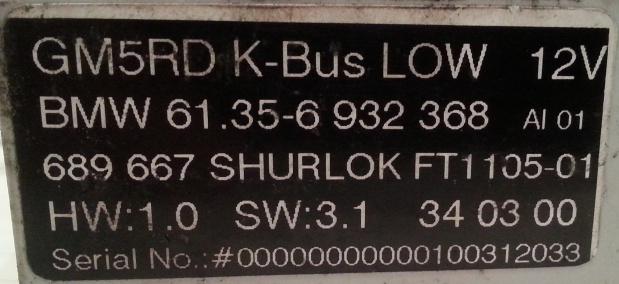 GM5RD K-Bus LOW 12V
BMW 61.35-6 932 368 AI 01
689 667 SHURLOK FT1105-01
HW:1.0 SW:3.1 34 03 00
Serial No.:#00000000000100312033